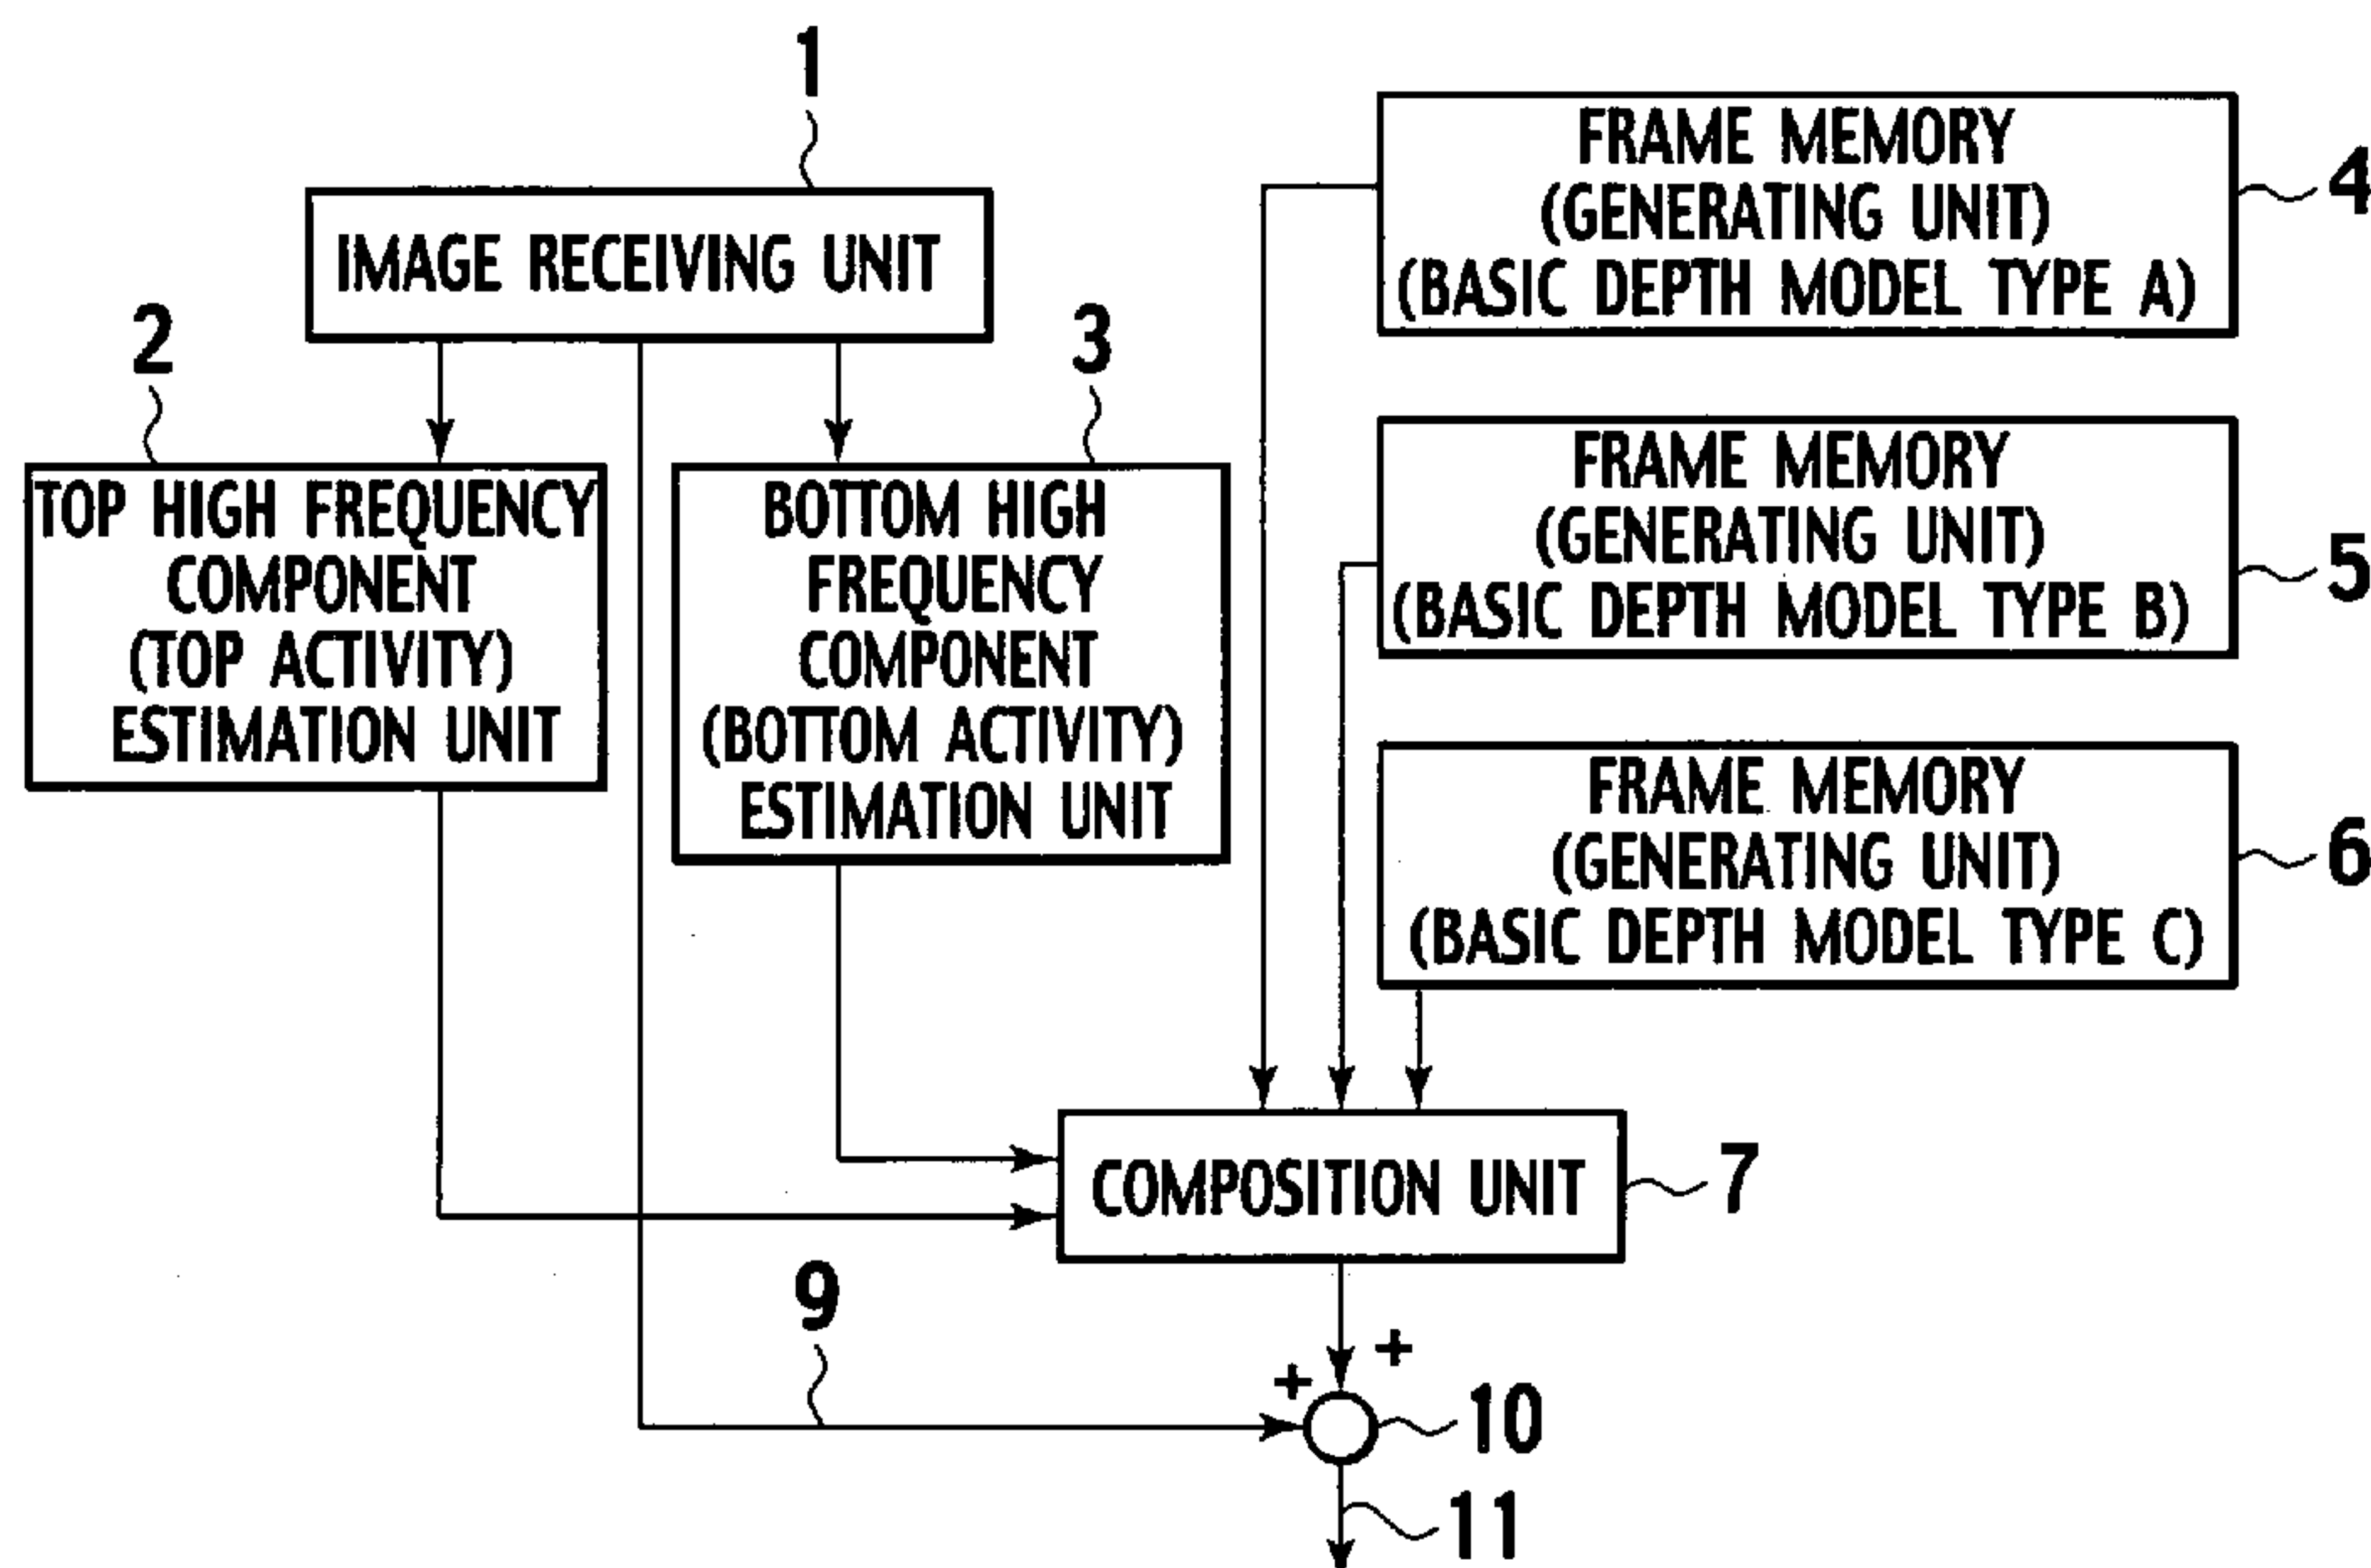 1
IMAGE RECEIVING UNIT
2
TOP HIGH FREQUENCY
COMPONENT
(TOP ACTIVITY)
ESTIMATION UNIT
3
BOTTOM HIGH
FREQUENCY
COMPONENT
(BOTTOM ACTIVITY)
ESTIMATION UNIT
FRAME MEMORY
(GENERATING UNIT)
(BASIC DEPTH MODEL TYPE A)
4
FRAME MEMORY
(GENERATING UNIT)
(BASIC DEPTH MODEL TYPE B)
5
FRAME MEMORY
(GENERATING UNIT)
(BASIC DEPTH MODEL TYPE C)
6
COMPOSITION UNIT
7
9
+
+
10
11